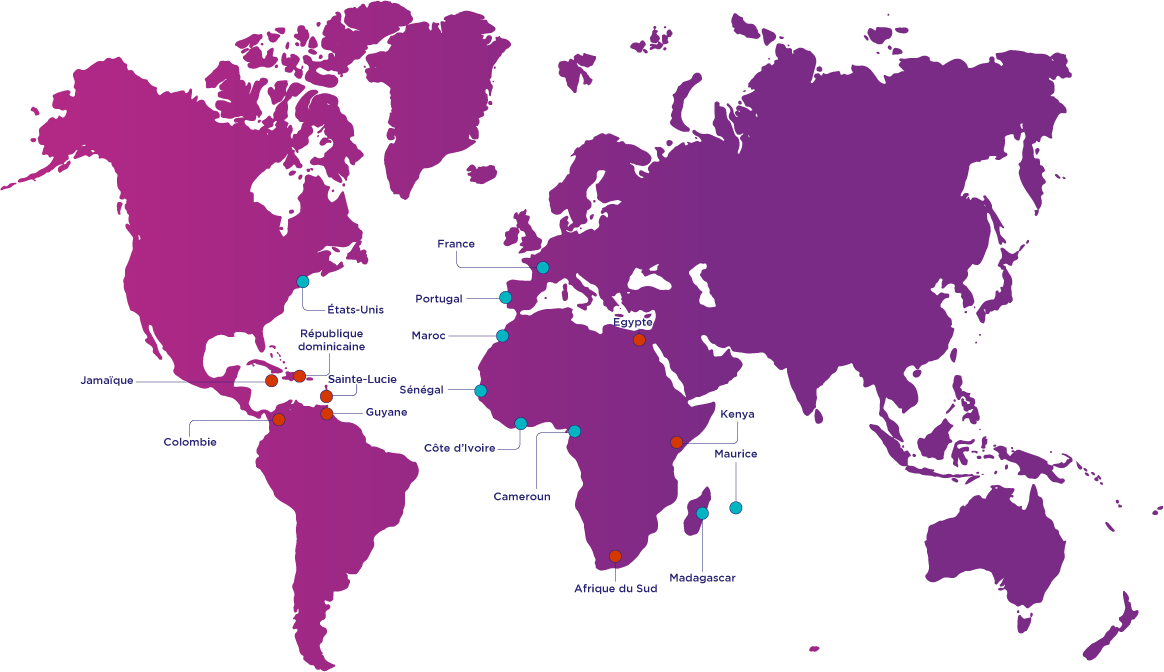 France
Portugal
États-Unis
Egypte
Maroc
République
dominicaine
Jamaïque
Sainte-Lucie
Sénégal
Guyane
Kenya
Colombie
Côte d'Ivoire
Maurice
Cameroun
Madagascar
Afrique du Sud